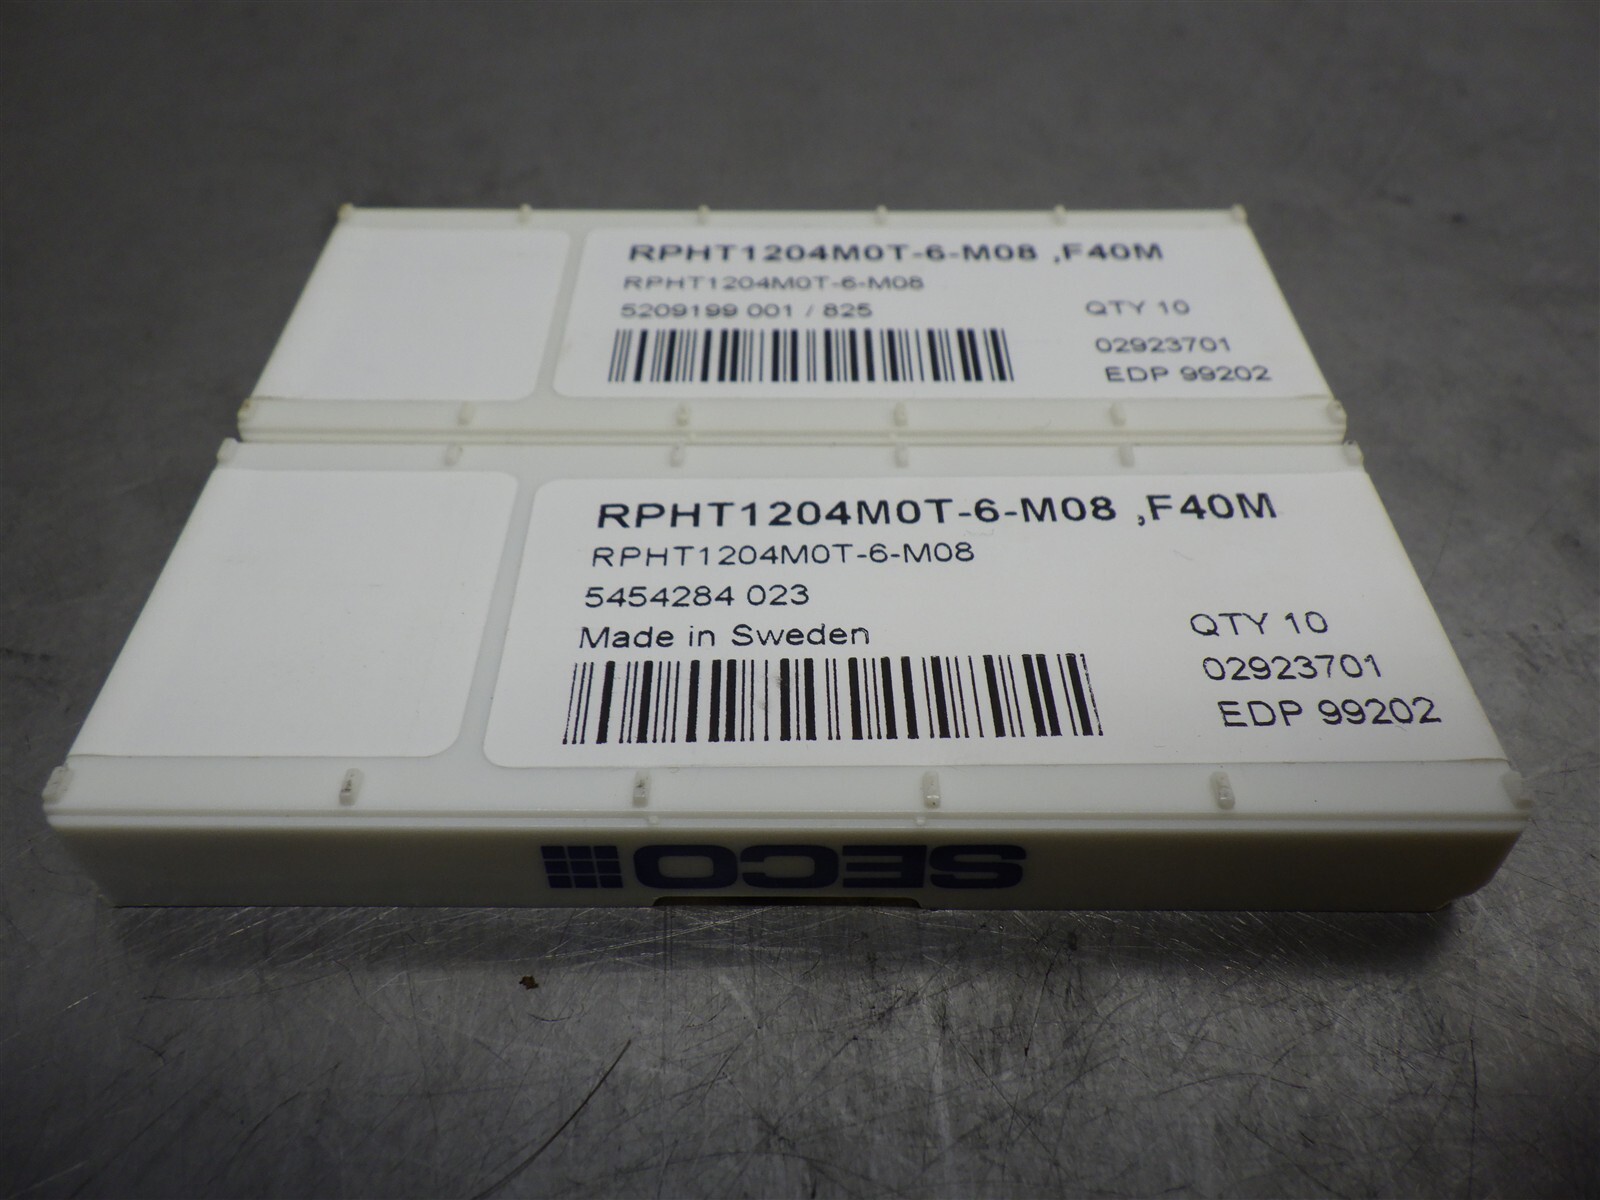 RPHT1204M0T-6-M08 ,F40M
RPHT1204M0T-6-M08
5209199 001 / 825
QTY 10
02923701
EDP 99202
RPHT1204M0T-6-M08 ,F40M
RPHT1204M0T-6-M08
5454284 023
Made in Sweden
QTY 10
02923701
EDP 99202
SECO